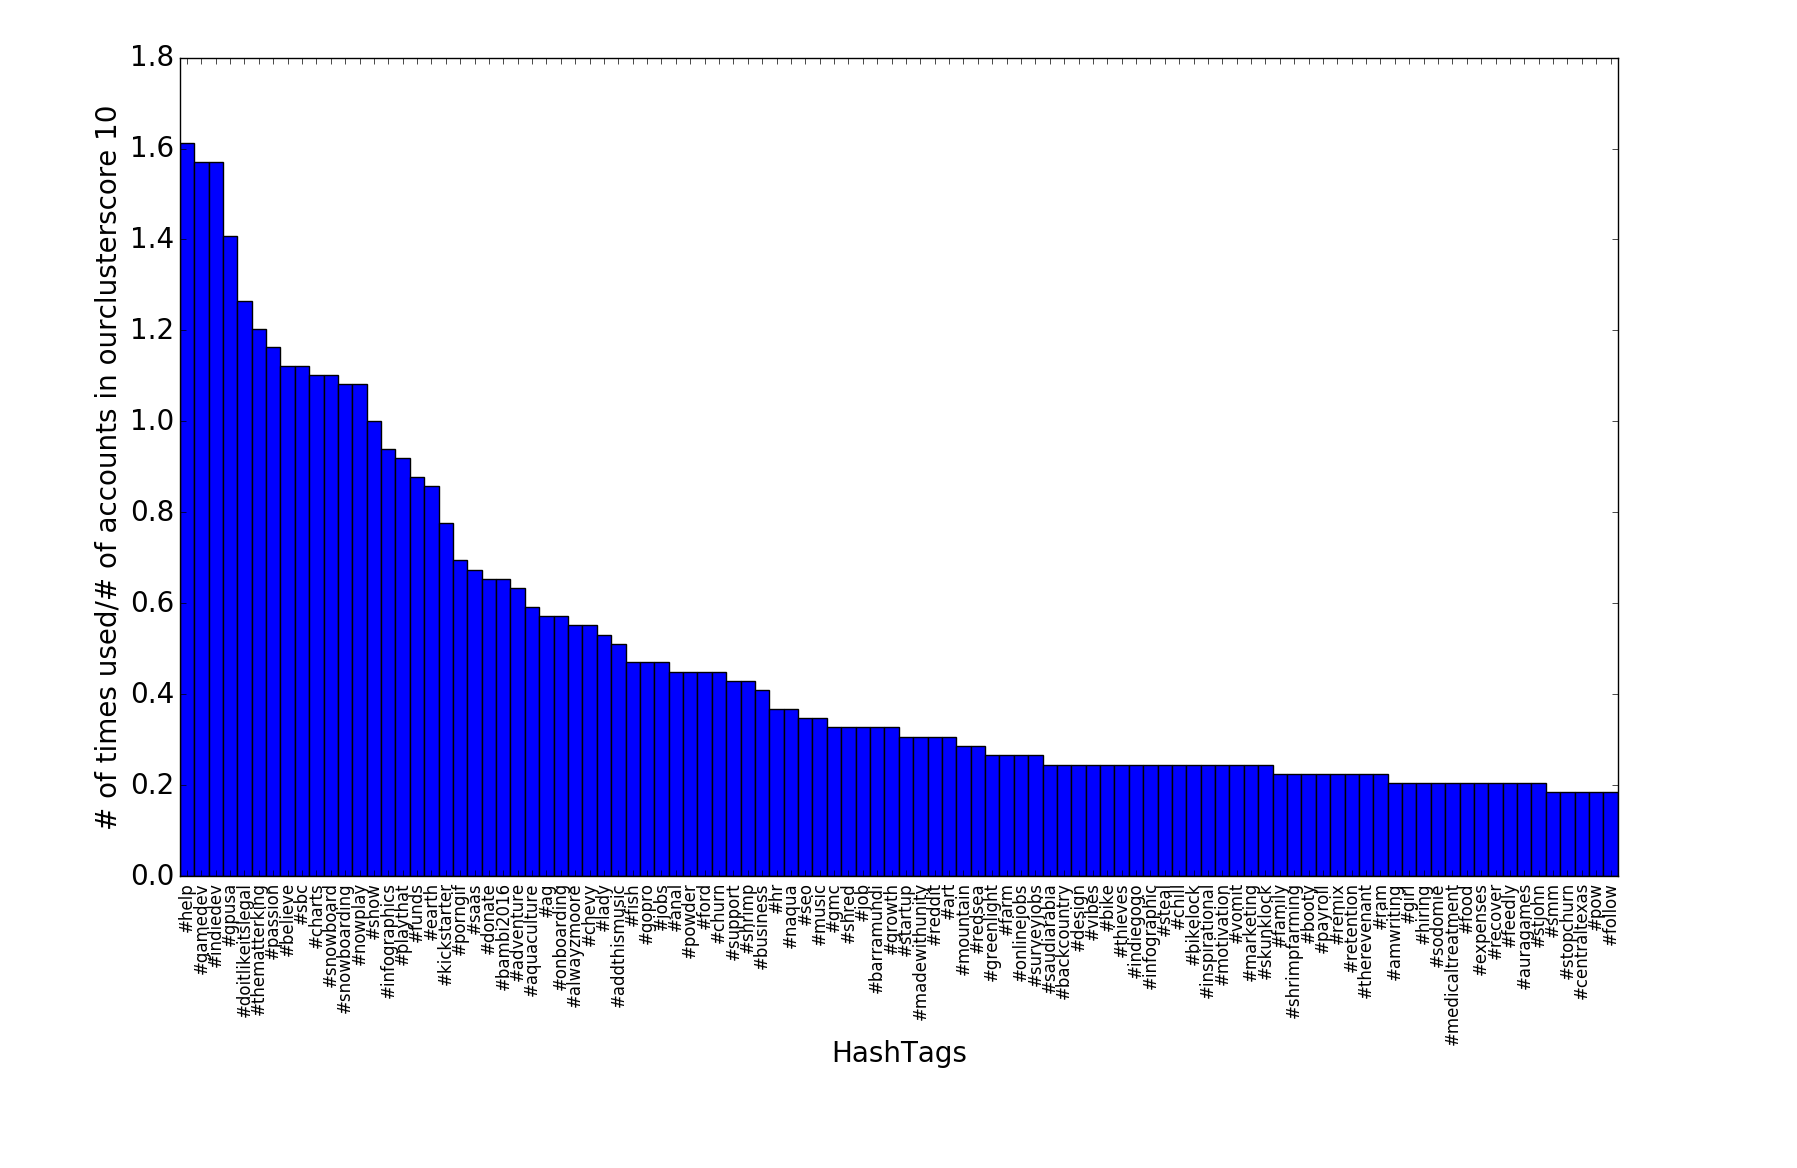 # of times used/# of accounts in ourclusterscore 10
1.8
1.6
1.4
1.2
1.0
0.8
0.6
0.4
0.2
0.0
#help
#gamedev
#indiedev
#gpusa
#doitlikeitslegal
#thematterking
#passion
#believe
#sbc
#charts
#snowboard
#snowboarding
#nowplay
#snow
#infographics
#playthat
#funds
#earth
#kickstarter
#porngif
#saas
#donate
#bambi2016
#adventure
#aquaculture
#ag
#onboarding
#alwayzmoore
#chevy
#lady
#addthismusic
#fish
#gopro
#jobs
#anal
#powder
#ford
#churn
#support
#shrimp
#business
#hr
#naqua
#seo
#music
#gmc
#shred
#job
#barramuhdi
#growth
#startup
#madewithunity
#reddit
#art
#mountain
#redsea
#greenlight
#farm
#onlinejobs
#surveyjobs
#saudiarabia
#backcountry
#design
#vibes
#bike
#thieves
#indiegogo
#infographic
#steal
#chill
#bikelock
#inspirational
#motivation
#vomit
#marketing
#skunklock
#family
#shrimpfarming
#booty
#payroll
#remix
#retention
#therevenant
#ram
#amwriting
#girl
#hiring
#sodomie
#medicaltreatment
#food
#expenses
#recover
#feedly
#auragames
#stjohn
#smm
#stopchurn
#centraltexas
#pow
#follow
HashTags